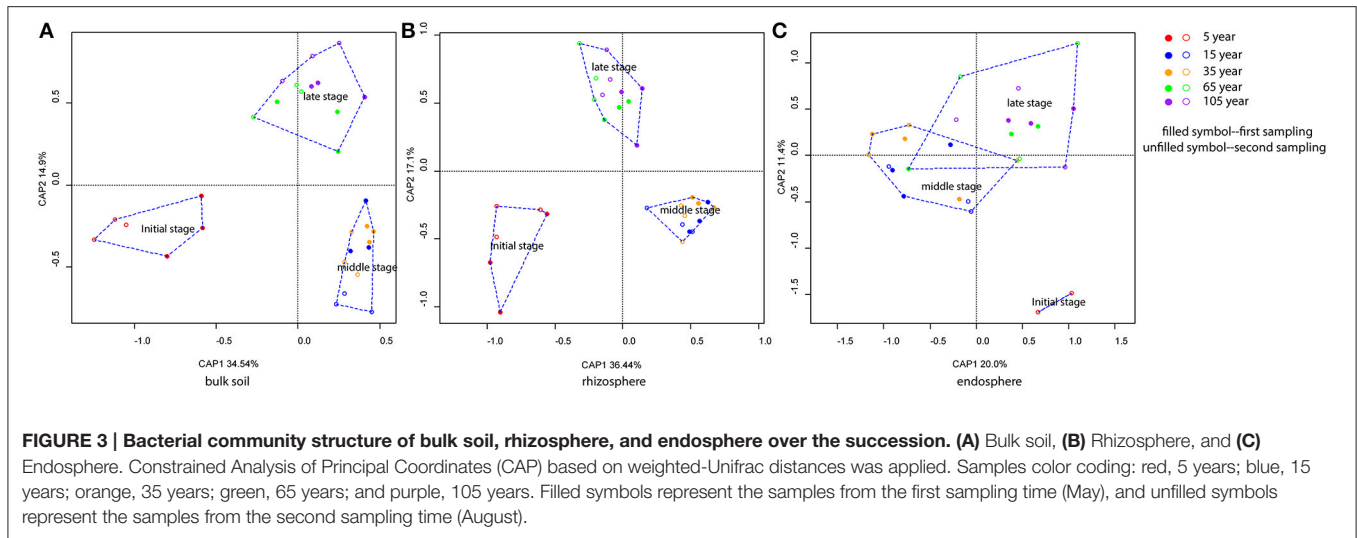 A
B
C
late stage
Initial stage
middle stage
0.5
0.0
-0.5
CAP2 14.9%
-1.0
-0.5
0.0
0.5
CAP1 34.54%
bulk soil
late stage
Initial stage
middle stage
1.0
0.5
0.0
-0.5
-1.0
CAP2 17.1%
-1.0
-0.5
0.0
0.5
1.0
CAP1 36.44%
rhizosphere
late stage
middle stage
Initial stage
1.0
0.5
0.0
-0.5
-1.0
-1.5
CAP2 11.4%
-1.5
-1.0
-0.5
0.0
0.5
1.0
1.5
CAP1 20.0%
endosphere
5 year
15 year
35 year
65 year
105 year
filled symbol--first sampling
unfilled symbol--second sampling
FIGURE 3 | Bacterial community structure of bulk soil, rhizosphere, and endosphere over the succession. (A) Bulk soil, (B) Rhizosphere, and (C)
Endosphere. Constrained Analysis of Principal Coordinates (CAP) based on weighted-Unifrac distances was applied. Samples color coding: red, 5 years; blue, 15
years; orange, 35 years; green, 65 years; and purple, 105 years. Filled symbols represent the samples from the first sampling time (May), and unfilled symbols
represent the samples from the second sampling time (August).